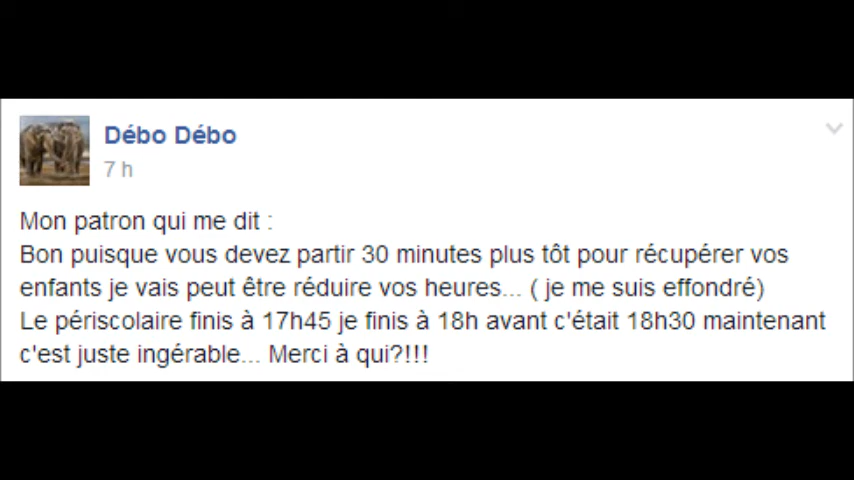 Débo Débo
7 h
Mon patron qui me dit :
Bon puisque vous devez partir 30 minutes plus tôt pour récupérer vos
enfants je vais peut être réduire vos heures... ( je me suis effondré)
Le périscolaire finis à 17h45 je finis à 18h avant c'était 18h30 maintenant
c'est juste ingérable... Merci à qui?!!!